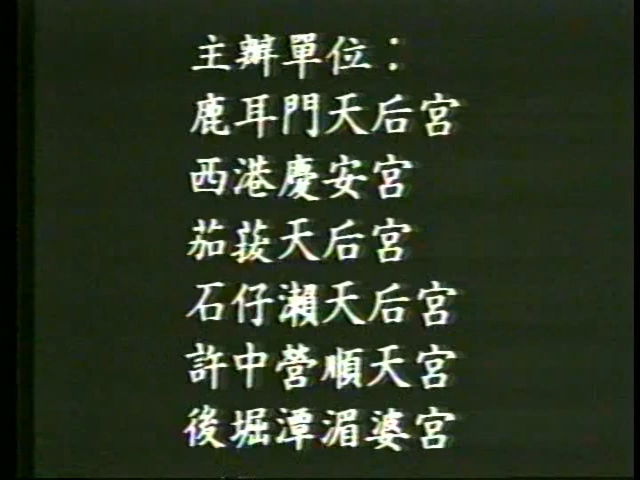 主辦單位：
鹿耳門天后宮
西港慶安宮
茄菝天后宮
石仔瀨天后宮
許中營順天宮
後堀潭湄婆宮